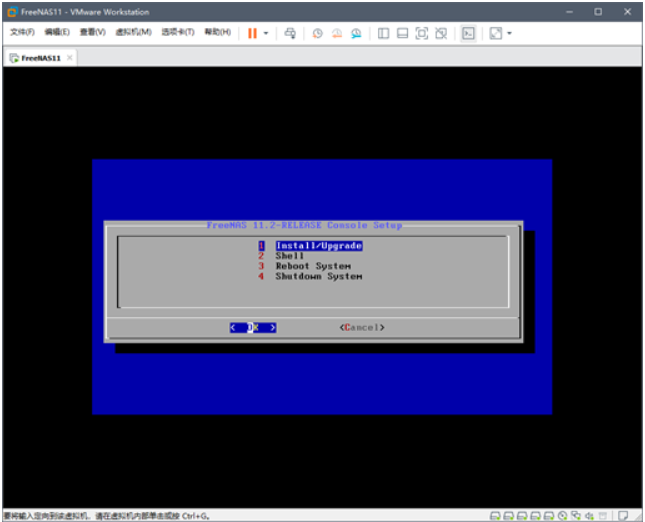 FreeNAS11 - VMware Workstation
文件(F) 编辑(E) 查看(V) 虚拟机(M) 选项卡(T) 帮助(H)
FreeNAS11
FreeNAS 11.2-RELEASE Console Setup
1 Install/Upgrade
2 Shell
3 Reboot System
4 Shutdown System
< OK > <Cancel>
要将输入定向到该虚拟机，请在虚拟机内部单击或按 Ctrl+G。